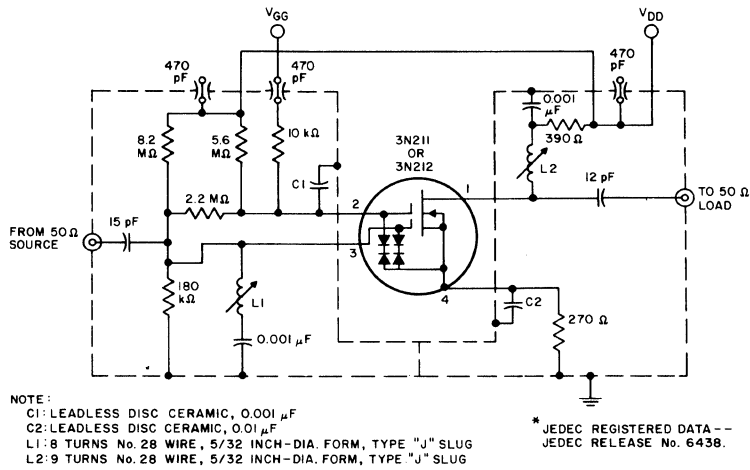 VGG
VDD
470 pF
470 pF
470 pF
8.2 MΩ
5.6 MΩ
10 kΩ
0.001 μF
390Ω
3N211 OR 3N212
C1
L2
1
2.2 MΩ
2
12 pF
TO 50 Ω LOAD
FROM 50Ω SOURCE
15 pF
3
180 kΩ
L1
4
C2
270 Ω
0.001 μF
NOTE:
C1: LEADLESS DISC CERAMIC, 0.001 μF
C2: LEADLESS DISC CERAMIC, 0.01 μF
L1: 8 TURNS No. 28 WIRE, 5/32 INCH-DIA. FORM, TYPE "J" SLUG
L2: 9 TURNS No. 28 WIRE, 5/32 INCH-DIA. FORM, TYPE "J" SLUG
* JEDEC REGISTERED DATA--
JEDEC RELEASE No. 6438.